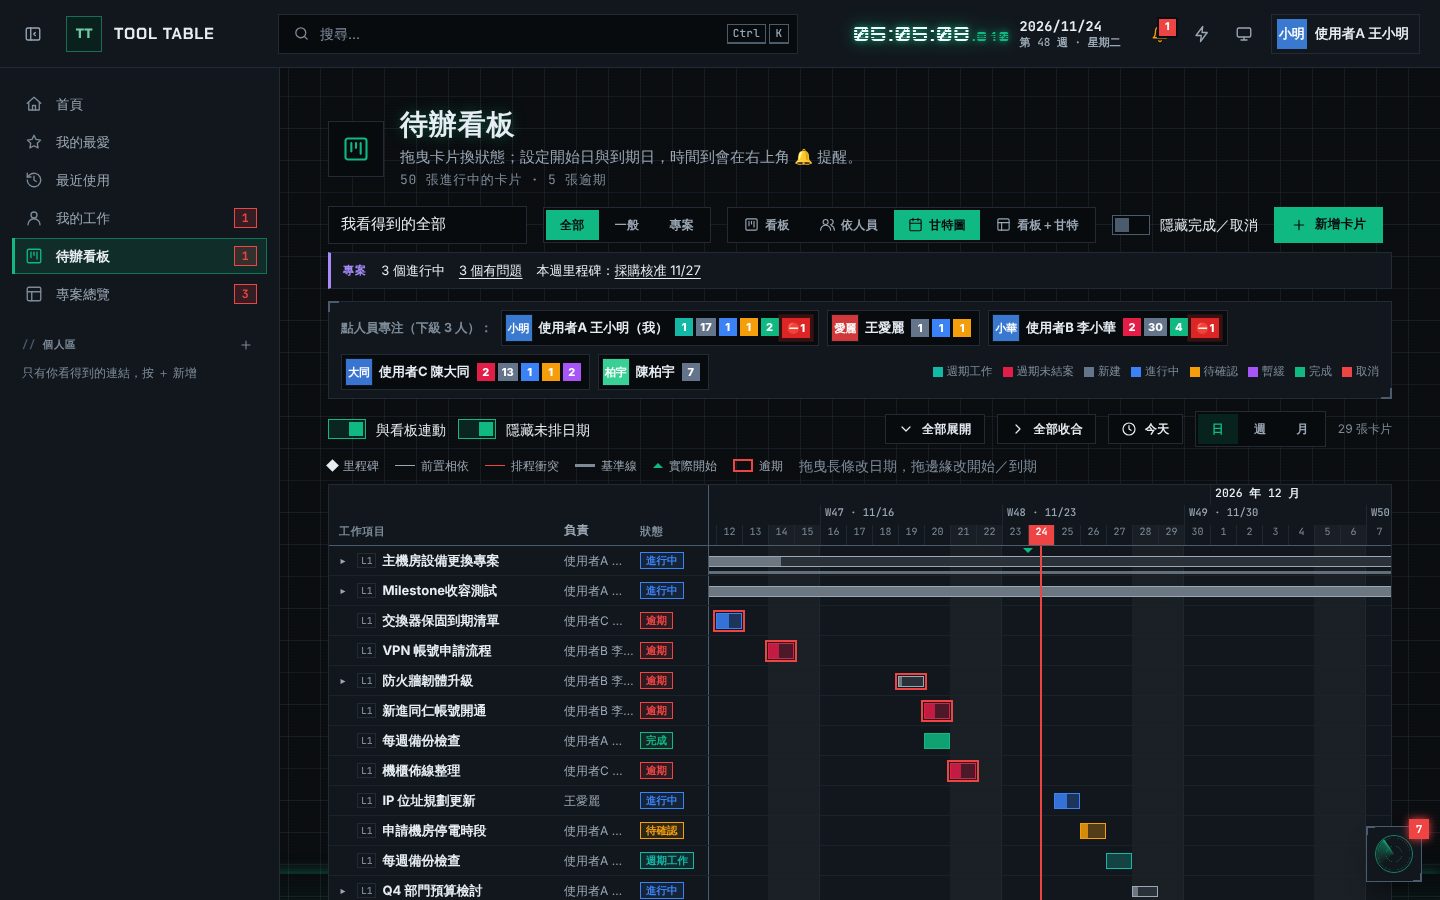 TT TOOL TABLE 搜尋... Ctrl K 05:05:08.010 2026/11/24 1 小明 使用者A 王小明
第 48 週 · 星期二
首頁
我的最愛
最近使用
我的工作 1
待辦看板 1
專案總覽 3
// 個人區 +
只有你看得到的連結，按 + 新增
待辦看板
拖曳卡片換狀態；設定開始日與到期日，時間到會在右上角 🔔 提醒。
50 張進行中的卡片 · 5 張逾期
我看得到的全部 全部 一般 專案 看板 依人員 甘特圖 看板+甘特 隱藏完成／取消 + 新增卡片
專案 3 個進行中 3 個有問題 本週里程碑：採購核准 11/27
點人員專注（下級 3 人）： 小明 使用者A 王小明（我） 1 17 1 1 2 ⛔1 愛麗 王愛麗 1 1 1 小華 使用者B 李小華 2 30 4 ⛔1
大同 使用者C 陳大同 2 13 1 1 2 柏宇 陳柏宇 7 週期工作 過期未結案 新建 進行中 待確認 暫緩 完成 取消
與看板連動 隱藏未排日期 全部展開 全部收合 今天 日 週 月 29 張卡片
里程碑 前置相依 排程衝突 基準線 實際開始 逾期 拖曳長條改日期，拖邊緣改開始／到期
2026 年 12 月
W47 · 11/16 W48 · 11/23 W49 · 11/30 W50
工作項目 負責 狀態 12 13 14 15 16 17 18 19 20 21 22 23 24 25 26 27 28 29 30 1 2 3 4 5 6 7
▸ L1 主機房設備更換專案 使用者A ... 進行中
▸ L1 Milestone收容測試 使用者A ... 進行中
L1 交換器保固到期清單 使用者C ... 逾期
L1 VPN 帳號申請流程 使用者B 李... 逾期
▸ L1 防火牆韌體升級 使用者B 李... 逾期
L1 新進同仁帳號開通 使用者B 李... 逾期
L1 每週備份檢查 使用者A ... 完成
L1 機櫃佈線整理 使用者C ... 逾期
L1 IP 位址規劃更新 王愛麗 進行中
L1 申請機房停電時段 使用者A ... 待確認
L1 每週備份檢查 使用者A ... 週期工作
▸ L1 Q4 部門預算檢討 使用者A ... 進行中
7